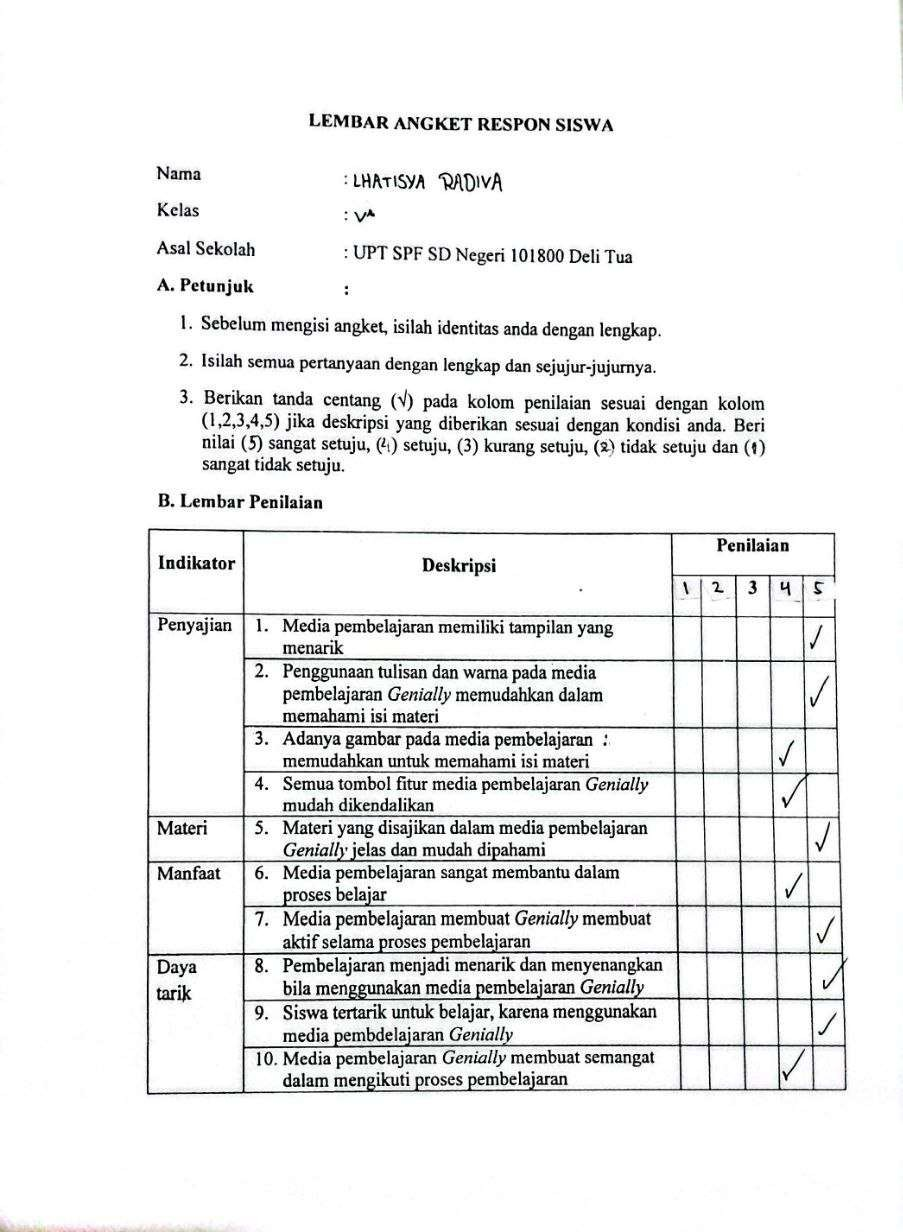 LEMBAR ANGKET RESPON SISWA
Nama : LHATISYA RADIVA
Kelas : VA
Asal Sekolah : UPT SPF SD Negeri 101800 Deli Tua
A. Petunjuk :
1. Sebelum mengisi angket, isilah identitas anda dengan lengkap.
2. Isilah semua pertanyaan dengan lengkap dan sejujur-jujurnya.
3. Berikan tanda centang (√) pada kolom penilaian sesuai dengan kolom
(1,2,3,4,5) jika deskripsi yang diberikan sesuai dengan kondisi anda. Beri
nilai (5) sangat setuju, (4) setuju, (3) kurang setuju, (2) tidak setuju dan (1)
sangat tidak setuju.
B. Lembar Penilaian
Indikator Deskripsi Penilaian
1 2 3 4 5
Penyajian 1. Media pembelajaran memiliki tampilan yang
menarik ✓
2. Penggunaan tulisan dan warna pada media
pembelajaran Genially memudahkan dalam ✓
memahami isi materi
3. Adanya gambar pada media pembelajaran :
memudahkan untuk memahami isi materi ✓
4. Semua tombol fitur media pembelajaran Genially
mudah dikendalikan ✓
Materi 5. Materi yang disajikan dalam media pembelajaran
Genially jelas dan mudah dipahami ✓
Manfaat 6. Media pembelajaran sangat membantu dalam
proses belajar ✓
7. Media pembelajaran membuat Genially membuat
aktif selama proses pembelajaran ✓
Daya 8. Pembelajaran menjadi menarik dan menyenangkan
tarik bila menggunakan media pembelajaran Genially ✓
9. Siswa tertarik untuk belajar, karena menggunakan
media pembdelajaran Genially ✓
10. Media pembelajaran Genially membuat semangat
dalam mengikuti proses pembelajaran ✓